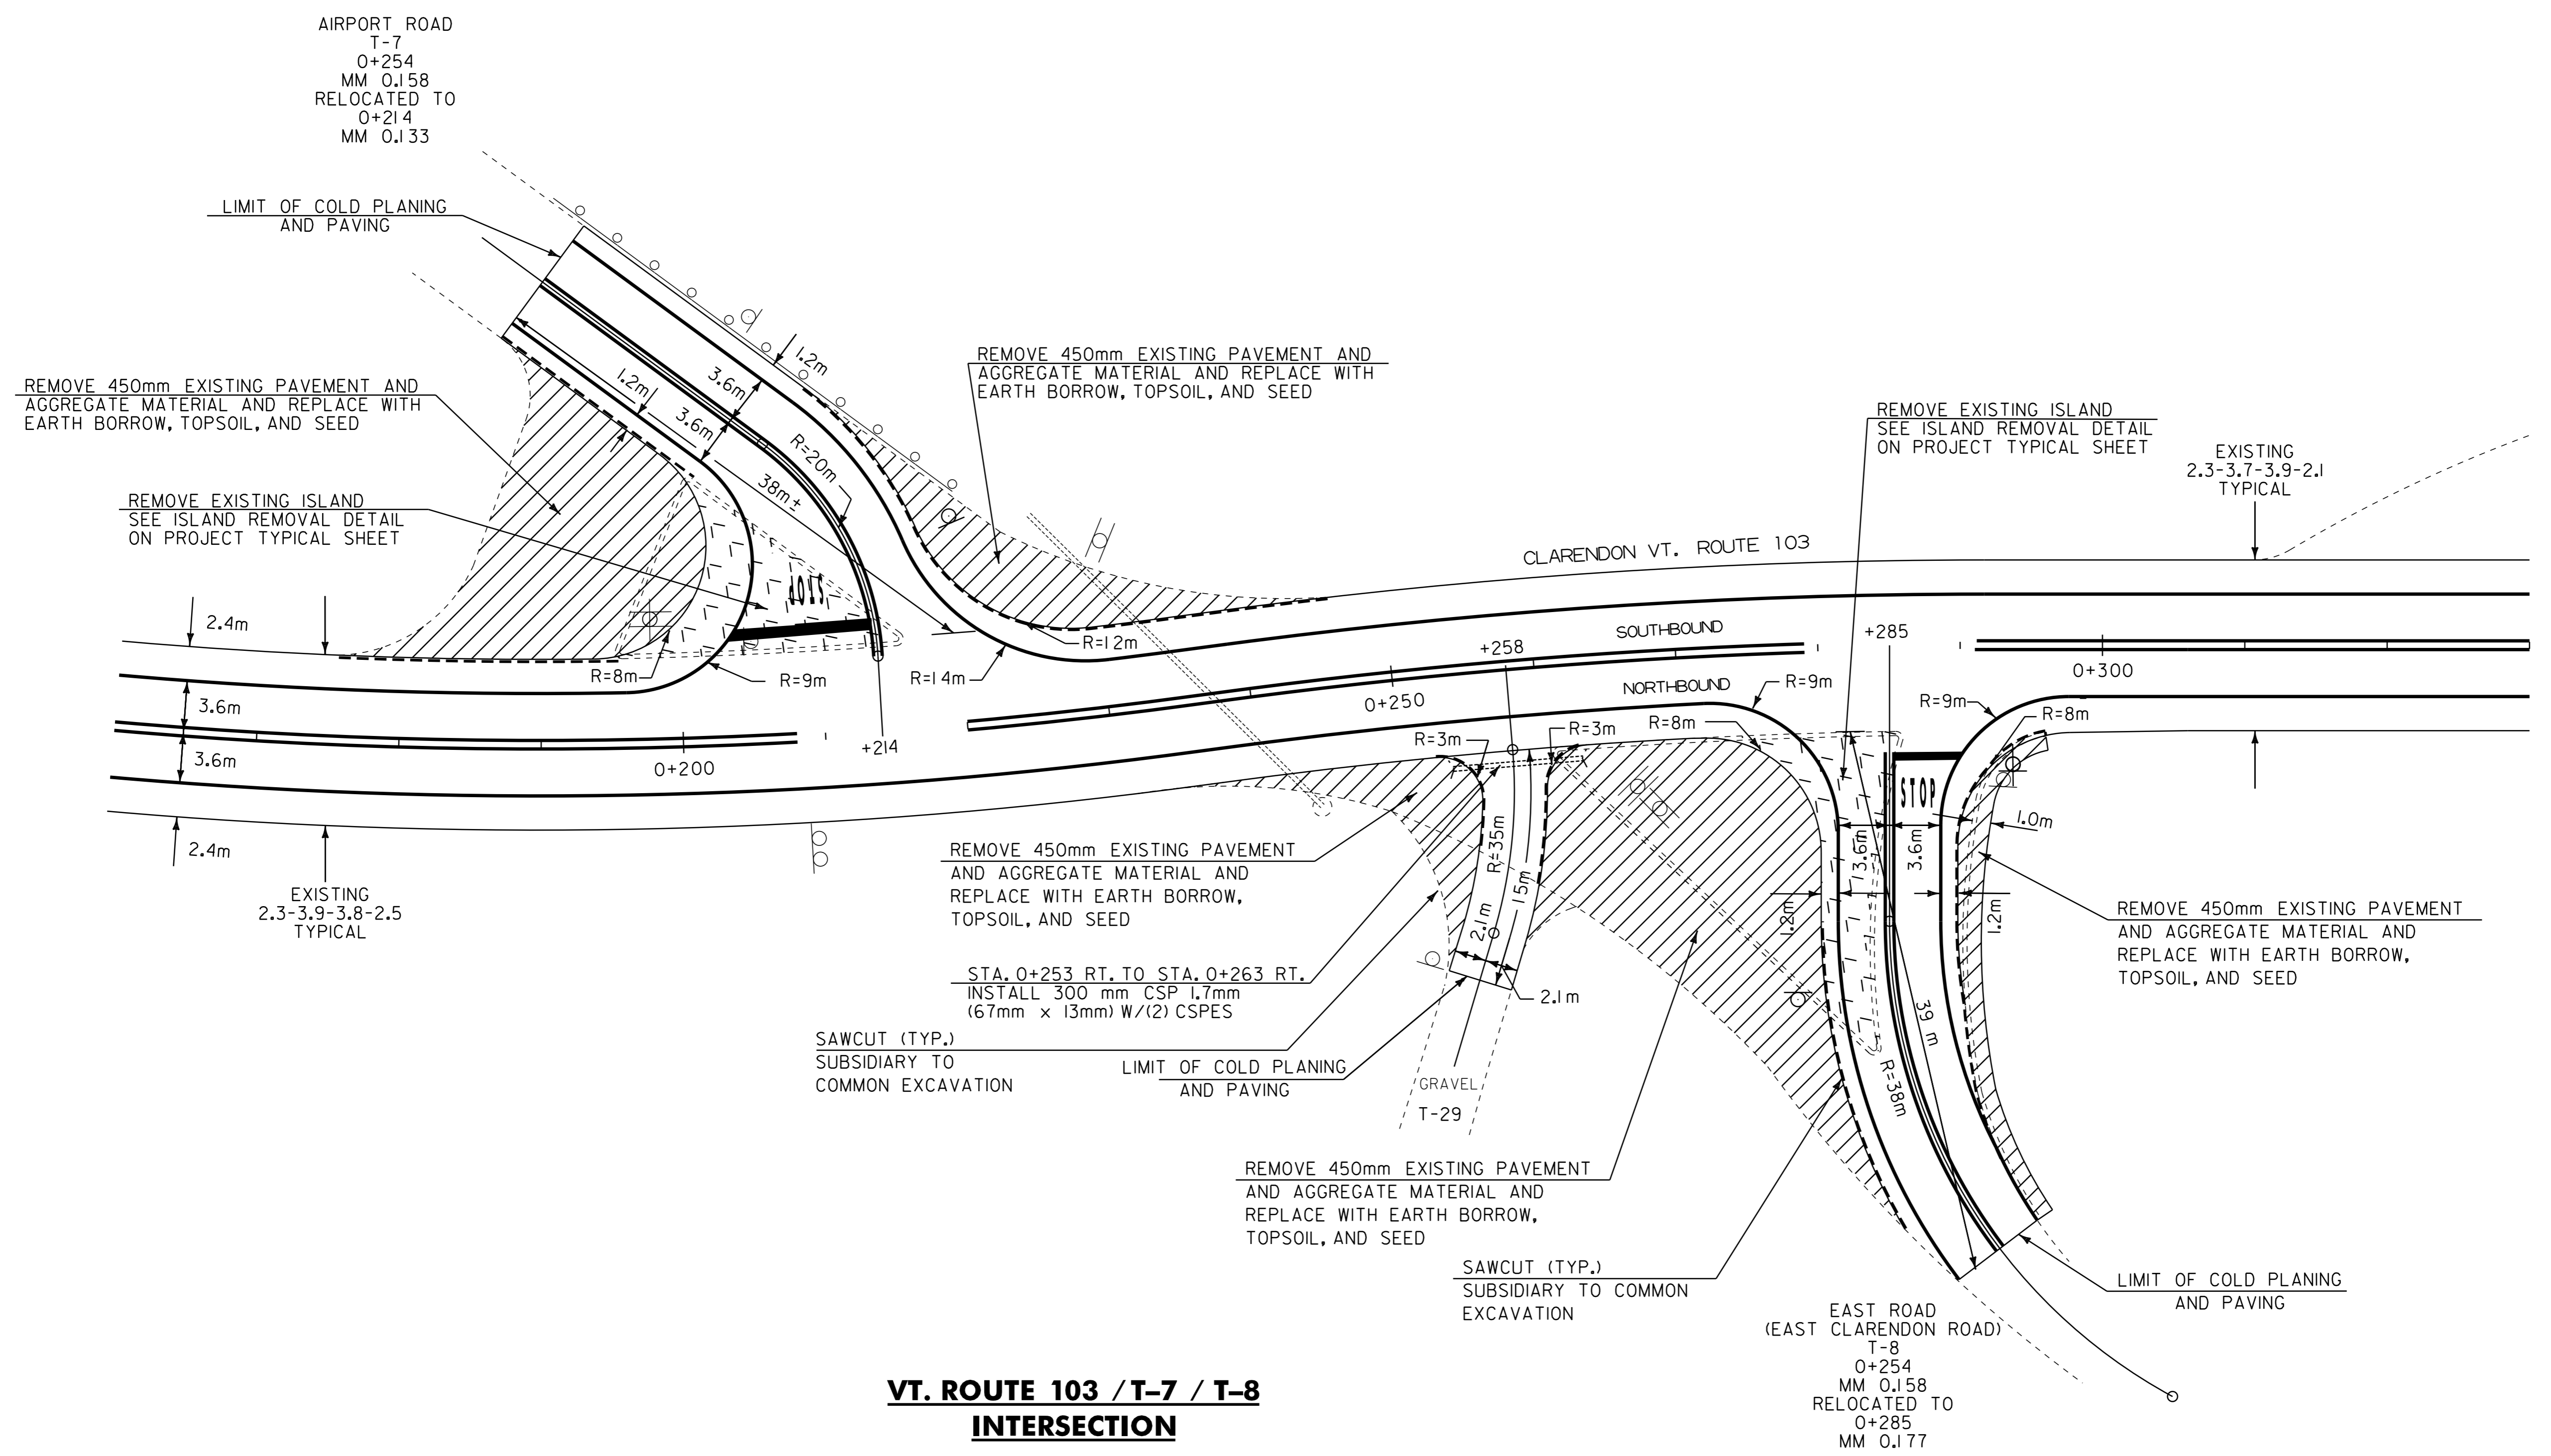 AIRPORT ROAD
T-7
0+254
MM 0.158
RELOCATED TO
0+214
MM 0.133
LIMIT OF COLD PLANING
AND PAVING
REMOVE 450mm EXISTING PAVEMENT AND
AGGREGATE MATERIAL AND REPLACE WITH
EARTH BORROW, TOPSOIL, AND SEED
1.2m
3.6m
1.2m
3.6m
R=20m
38m±
REMOVE 450mm EXISTING PAVEMENT AND
AGGREGATE MATERIAL AND REPLACE WITH
EARTH BORROW, TOPSOIL, AND SEED
REMOVE EXISTING ISLAND
SEE ISLAND REMOVAL DETAIL
ON PROJECT TYPICAL SHEET
REMOVE EXISTING ISLAND
SEE ISLAND REMOVAL DETAIL
ON PROJECT TYPICAL SHEET
EXISTING
2.3-3.7-3.9-2.1
TYPICAL
CLARENDON VT. ROUTE 103
STOP
2.4m
R=8m
R=9m
R=14m
R=12m
SOUTHBOUND
+258
+285
NORTHBOUND
0+250
0+300
R=9m
R=9m
R=8m
3.6m
3.6m
0+200
+214
R=3m
R=3m
R=8m
STOP
1.0m
3.6m
3.6m
1.2m
1.2m
2.4m
EXISTING
2.3-3.9-3.8-2.5
TYPICAL
REMOVE 450mm EXISTING PAVEMENT
AND AGGREGATE MATERIAL AND
REPLACE WITH EARTH BORROW,
TOPSOIL, AND SEED
R=35m
15m
2.1m
2.1m
STA. 0+253 RT. TO STA. 0+263 RT.
INSTALL 300 mm CSP 1.7mm
(67mm x 13mm) W/(2) CSPES
SAWCUT (TYP.)
SUBSIDIARY TO
COMMON EXCAVATION
LIMIT OF COLD PLANING
AND PAVING
GRAVEL
T-29
39 m
R=38m
REMOVE 450mm EXISTING PAVEMENT
AND AGGREGATE MATERIAL AND
REPLACE WITH EARTH BORROW,
TOPSOIL, AND SEED
REMOVE 450mm EXISTING PAVEMENT
AND AGGREGATE MATERIAL AND
REPLACE WITH EARTH BORROW,
TOPSOIL, AND SEED
SAWCUT (TYP.)
SUBSIDIARY TO COMMON
EXCAVATION
LIMIT OF COLD PLANING
AND PAVING
EAST ROAD
(EAST CLARENDON ROAD)
T-8
0+254
MM 0.158
RELOCATED TO
0+285
MM 0.177
VT. ROUTE 103 / T–7 / T–8
INTERSECTION